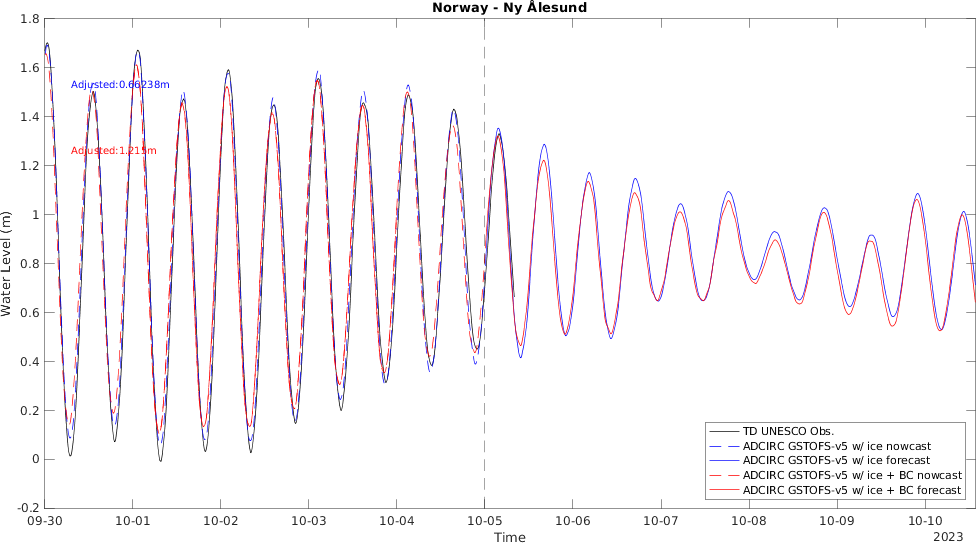 Norway - Ny Ålesund
1.8
1.6
1.4
1.2
1
0.8
0.6
0.4
0.2
0
-0.2
Water Level (m)
Adjusted:0.66238m
Adjusted:1.215m
TD UNESCO Obs.
ADCIRC GSTOFS-v5 w/ ice nowcast
ADCIRC GSTOFS-v5 w/ ice forecast
ADCIRC GSTOFS-v5 w/ ice + BC nowcast
ADCIRC GSTOFS-v5 w/ ice + BC forecast
09-30 10-01 10-02 10-03 10-04 10-05 10-06 10-07 10-08 10-09 10-10
Time
2023